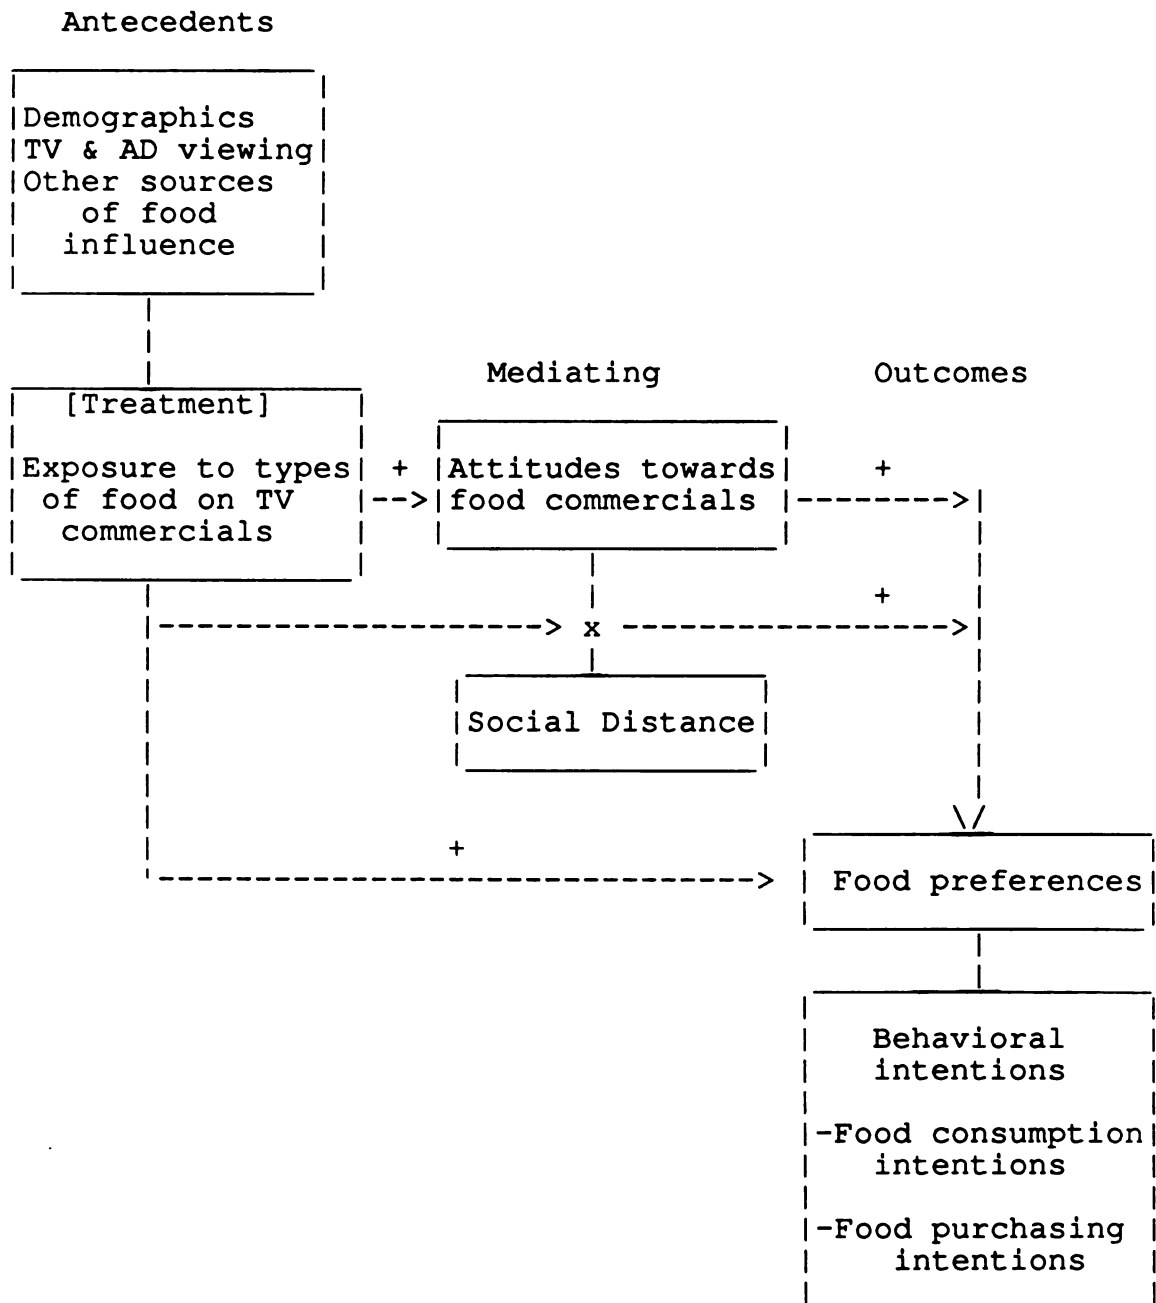 Antecedents
Demographics
TV & AD viewing
Other sources
of food
influence
Mediating
Outcomes
[Treatment]
Exposure to types
of food on TV
commercials
+
Attitudes towards
food commercials
+
+
x
Social Distance
+
Food preferences
Behavioral
intentions
-Food consumption
intentions
-Food purchasing
intentions